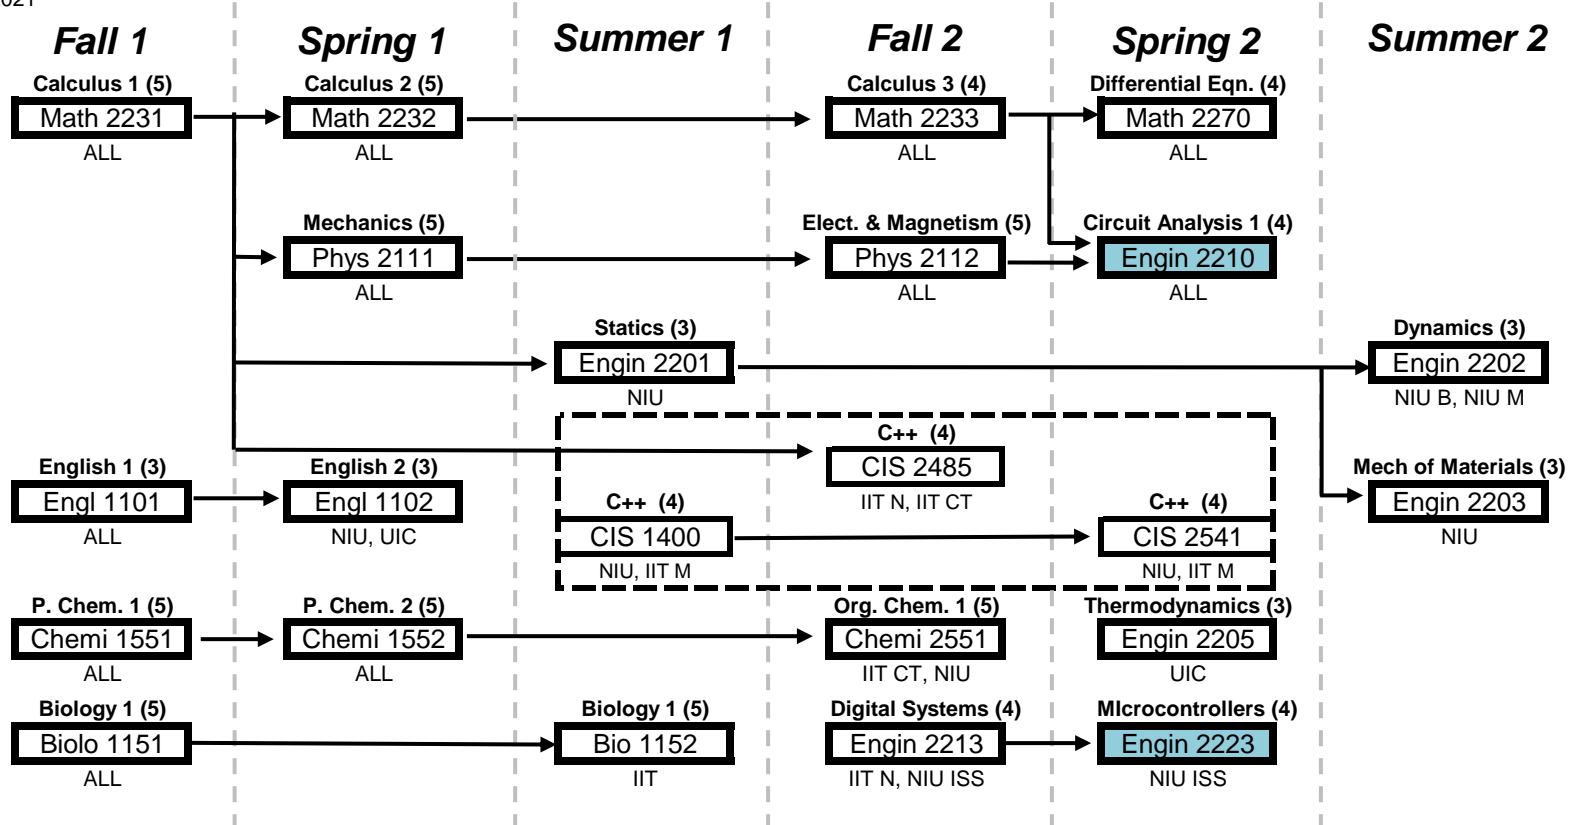 2021
Fall 1
Spring 1
Summer 1
Fall 2
Spring 2
Summer 2
Calculus 1 (5)
Calculus 2 (5)
Calculus 3 (4)
Differential Eqn. (4)
Math 2231
Math 2232
Math 2233
Math 2270
ALL
ALL
ALL
ALL
Mechanics (5)
Elect. & Magnetism (5)
Circuit Analysis 1 (4)
Phys 2111
Phys 2112
Engin 2210
ALL
ALL
ALL
Statics (3)
Dynamics (3)
Engin 2201
Engin 2202
NIU
NIU B, NIU M
C++ (4)
CIS 2485
IIT N, IIT CT
English 1 (3)
English 2 (3)
Mech of Materials (3)
Engl 1101
Engl 1102
Engin 2203
ALL
NIU, UIC
NIU
C++ (4)
C++ (4)
CIS 1400
CIS 2541
NIU, IIT M
NIU, IIT M
P. Chem. 1 (5)
P. Chem. 2 (5)
Org. Chem. 1 (5)
Thermodynamics (3)
Chemi 1551
Chemi 1552
Chemi 2551
Engin 2205
ALL
ALL
IIT CT, NIU
UIC
Biology 1 (5)
Biology 1 (5)
Digital Systems (4)
MIcrocontrollers (4)
Biolo 1151
Bio 1152
Engin 2213
Engin 2223
ALL
IIT
IIT N, NIU ISS
NIU ISS